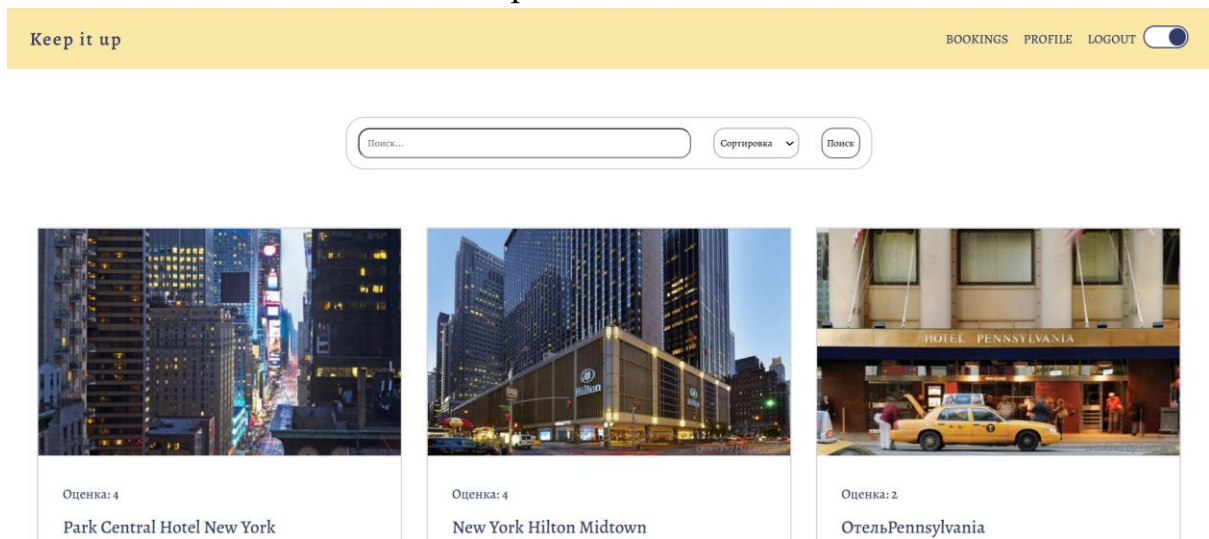 Keep it up
BOOKINGS PROFILE LOGOUT
Поиск...
Сортировка
Поиск
Hilton
HOTEL PENNSYLVANIA
Оценка: 4
Park Central Hotel New York
Оценка: 4
New York Hilton Midtown
Оценка: 2
ОтельPennsylvania